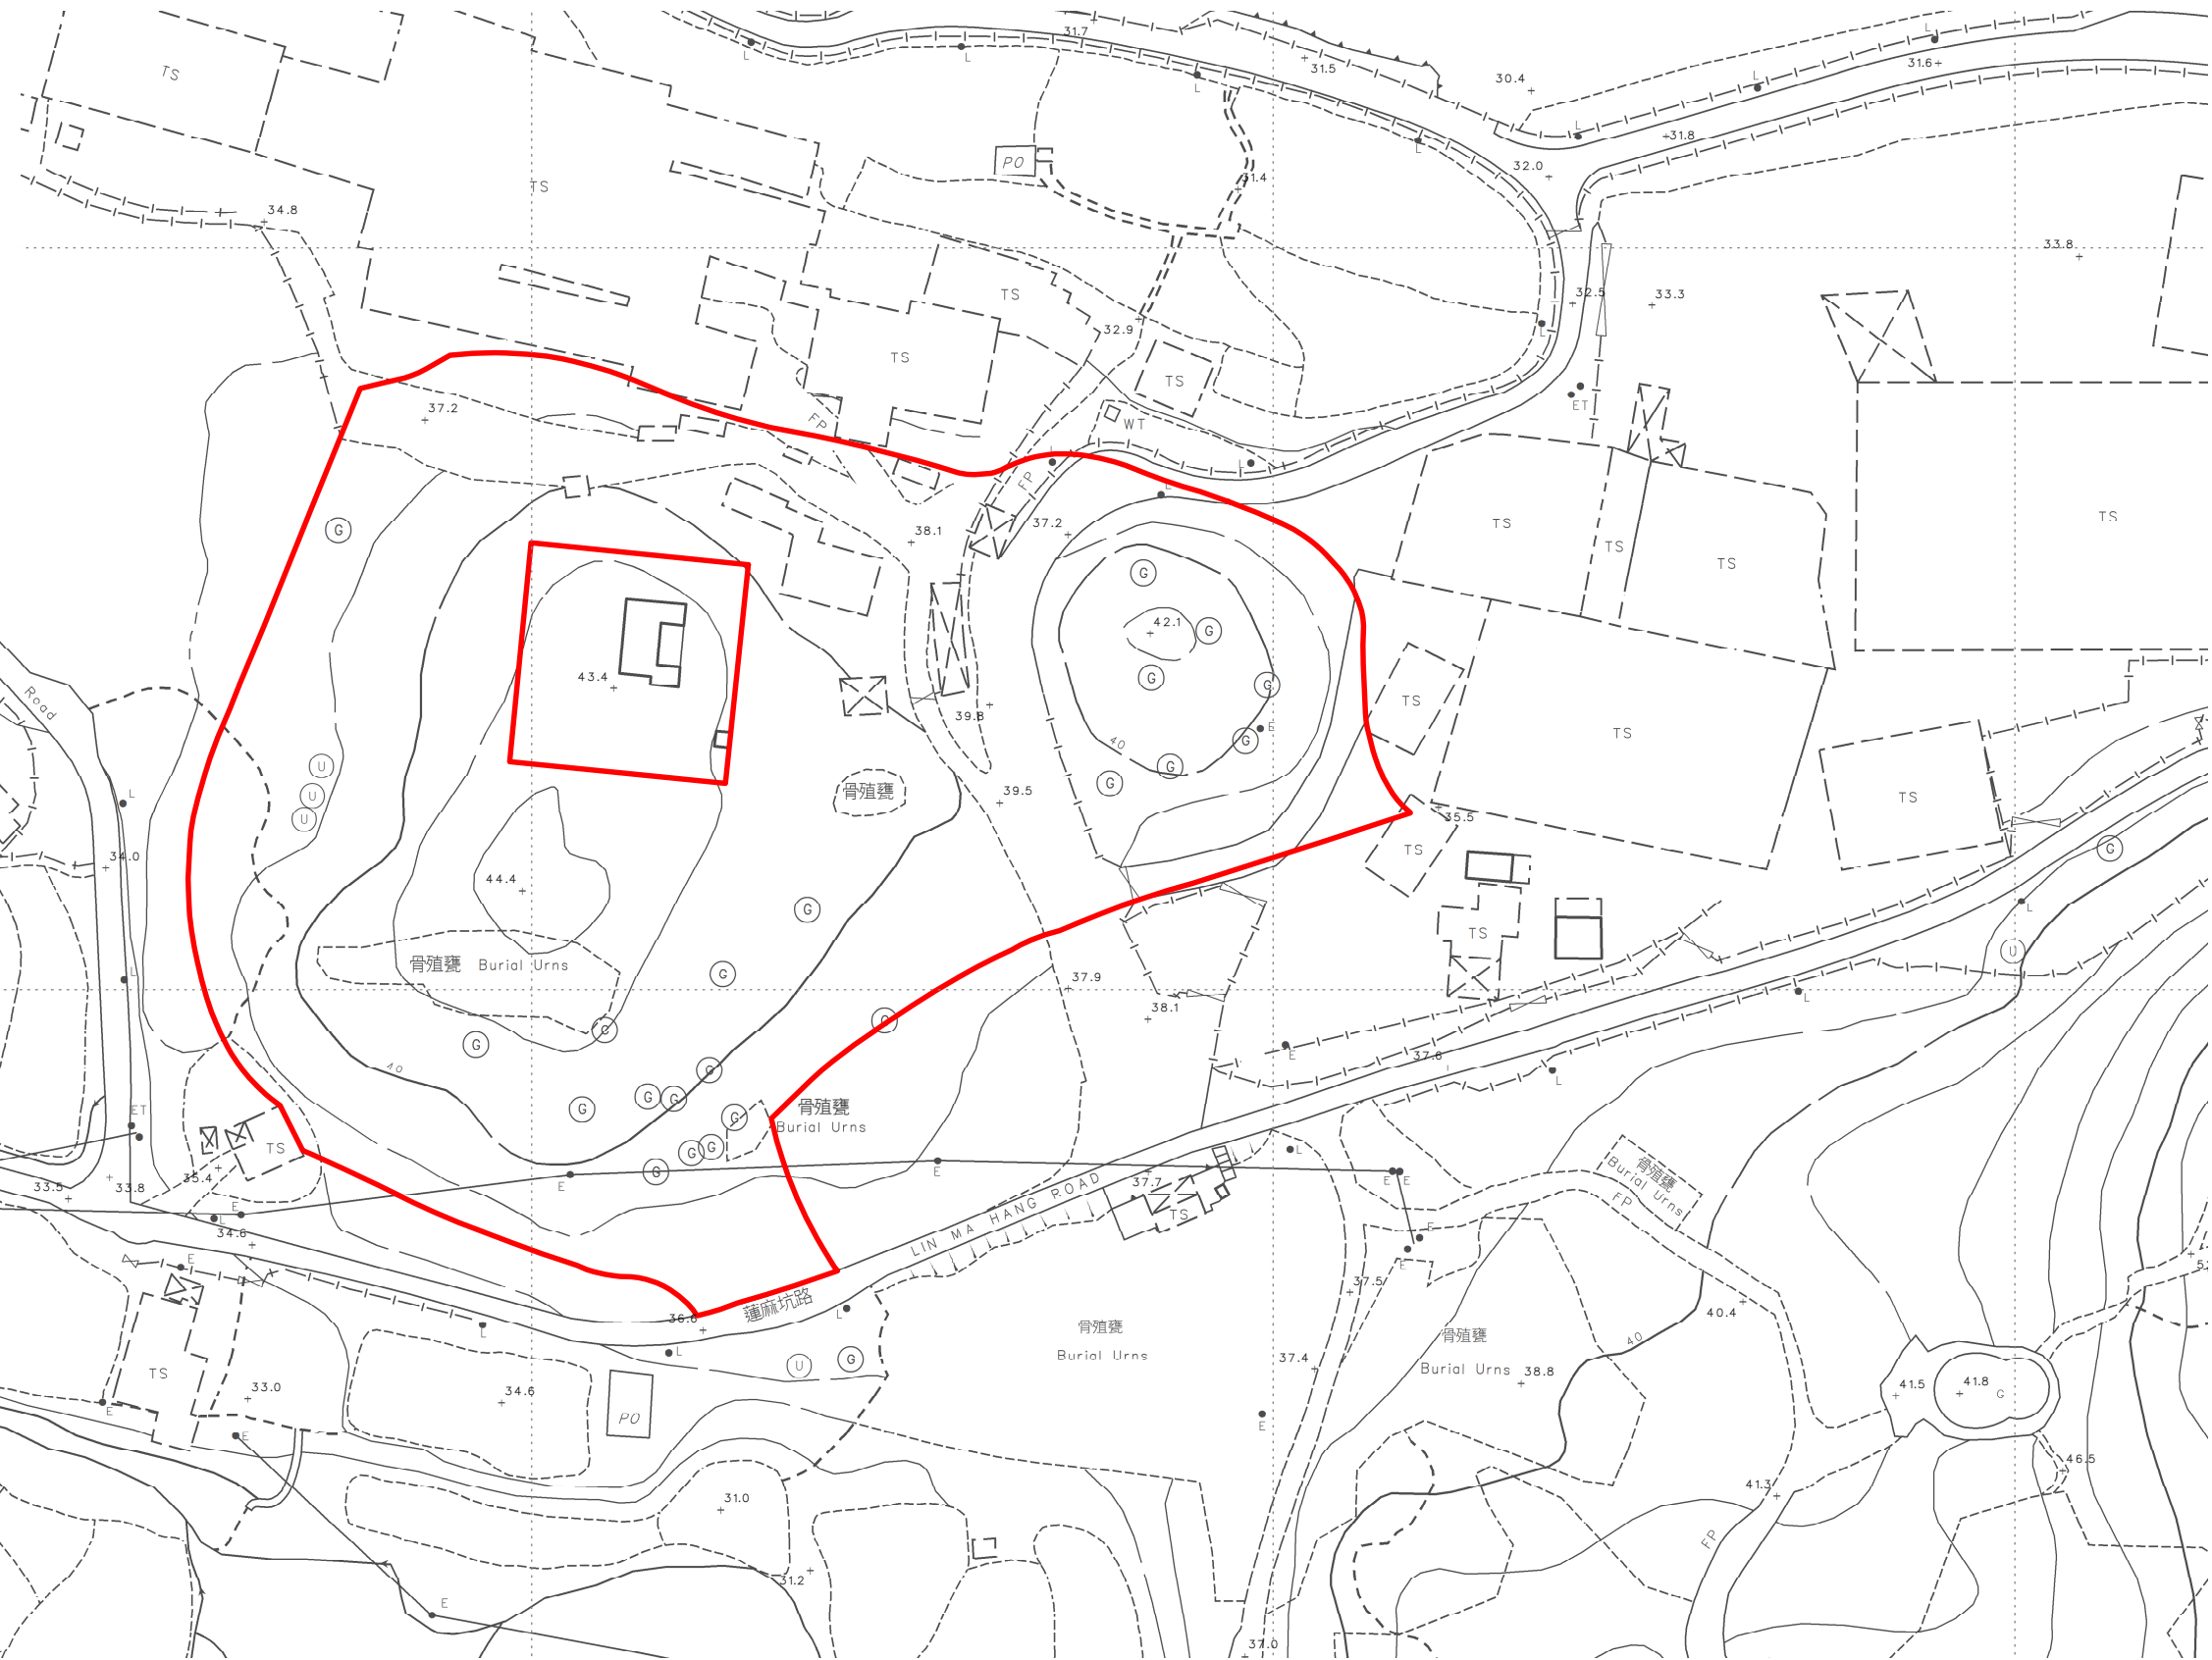 31.7
L
L
L
31.6
L
TS
31.5
30.4
L
L
31.8
L
L
PO
32.0
TS
31.4
34.8
33.8
TS
32.5
33.3
32.9
L
TS
TS
ET
37.2
FP
WT
L
L
FP
L
G
38.1
37.2
TS
TS
TS
TS
G
42.1
G
43.4
G
G
Road
TS
39.8
E
G
40
TS
U
G
G
骨殖甕
39.5
TS
U
L
U
35.5
34.0
TS
G
44.4
G
L
TS
骨殖甕 Burial Urns
U
L
G
37.9
L
38.1
G
G
G
E
37.6
40
G
L
G
G
G
骨殖甕
ET
G
Burial Urns
TS
G
G
L
G
E
骨殖甕
Burial Urns
35.4
E
E E
33.5
33.8
37.7
FP
L
E
TS
LIN MA HANG ROAD
34.6
E
E
E
37.5
蓮麻坑路
36.6
L
40.4
L
骨殖甕
骨殖甕
40
L
Burial Urns
37.4
Burial Urns
38.8
TS
U
G
33.0
34.6
41.5
41.8
G
E
PO
E
E
46.5
41.3
31.0
FP
31.2
E
37.0